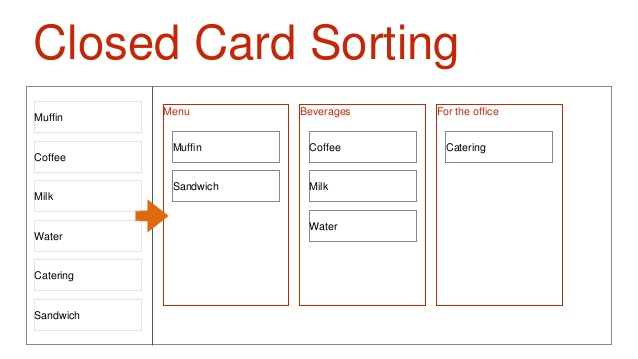 Closed Card Sorting
Muffin
Coffee
Milk
Water
Catering
Sandwich
Menu
Muffin
Sandwich
Beverages
Coffee
Milk
Water
For the office
Catering